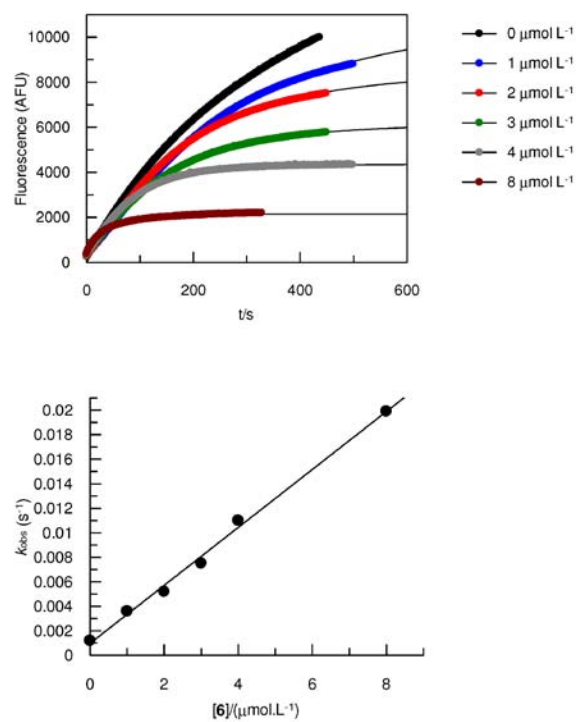 10000
8000
6000
4000
2000
0
Fluorescence (AFU)
0 200 400 600
t/s
0 μmol L⁻¹
1 μmol L⁻¹
2 μmol L⁻¹
3 μmol L⁻¹
4 μmol L⁻¹
8 μmol L⁻¹
0.02
0.018
0.016
0.014
0.012
0.01
0.008
0.006
0.004
0.002
0
kobs (s⁻¹)
0 2 4 6 8
[6]/(μmol.L⁻¹)